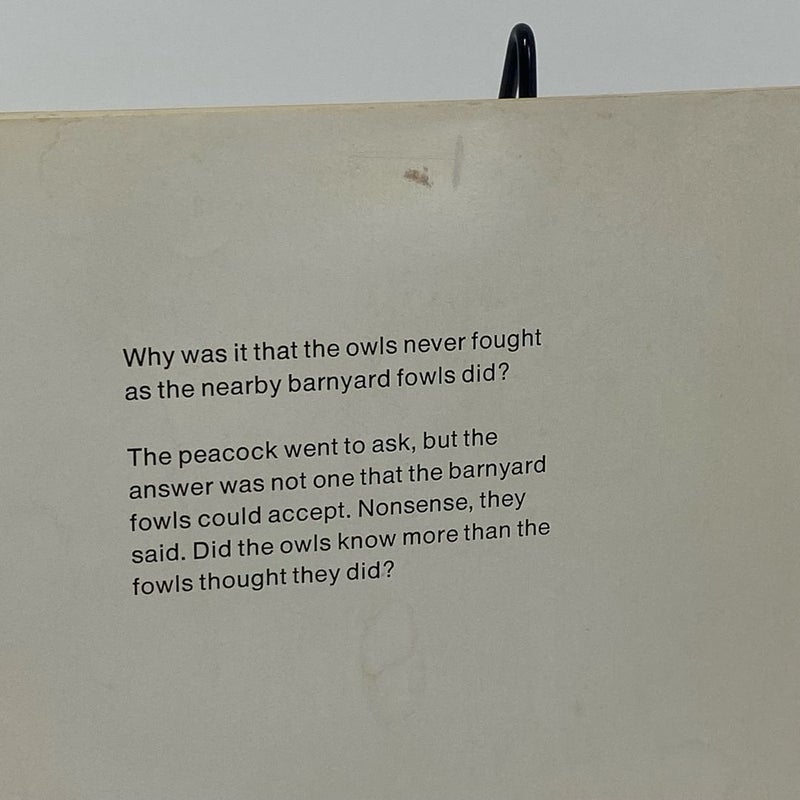 Why was it that the owls never fought
as the nearby barnyard fowls did?
The peacock went to ask, but the
answer was not one that the barnyard
fowls could accept. Nonsense, they
said. Did the owls know more than the
fowls thought they did?